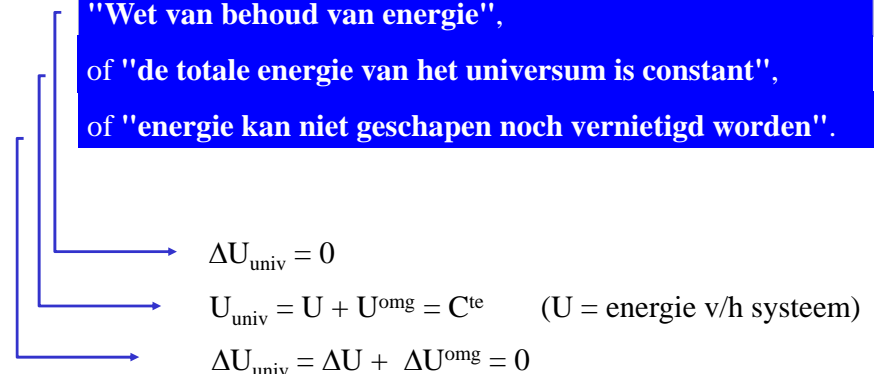 "Wet van behoud van energie",
of "de totale energie van het universum is constant",
of "energie kan niet geschapen noch vernietigd worden".
ΔU_univ = 0
U_univ = U + U^omg = C^te (U = energie v/h systeem)
ΔU_univ = ΔU + ΔU^omg = 0